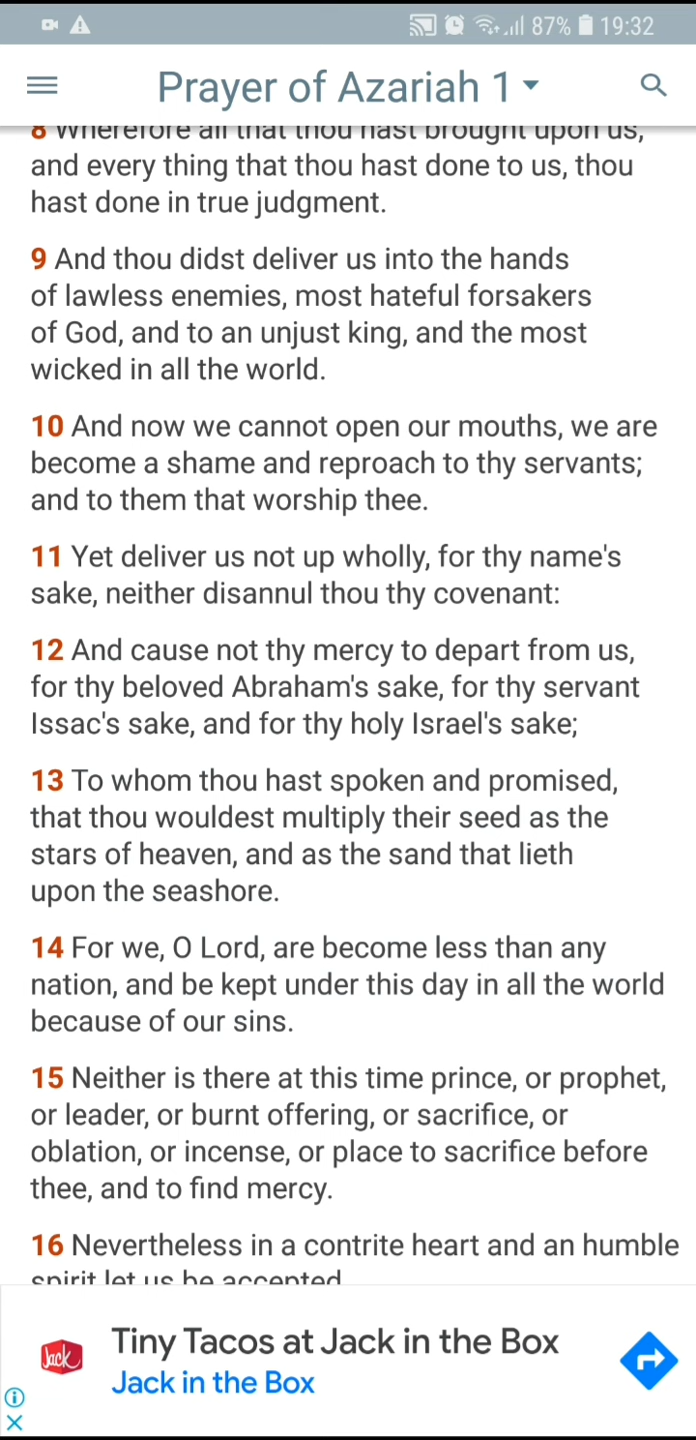 87% 19:32
Prayer of Azariah 1
8 Wherefore all that thou hast brought upon us,
and every thing that thou hast done to us, thou
hast done in true judgment.
9 And thou didst deliver us into the hands
of lawless enemies, most hateful forsakers
of God, and to an unjust king, and the most
wicked in all the world.
10 And now we cannot open our mouths, we are
become a shame and reproach to thy servants;
and to them that worship thee.
11 Yet deliver us not up wholly, for thy name's
sake, neither disannul thou thy covenant:
12 And cause not thy mercy to depart from us,
for thy beloved Abraham's sake, for thy servant
Issac's sake, and for thy holy Israel's sake;
13 To whom thou hast spoken and promised,
that thou wouldest multiply their seed as the
stars of heaven, and as the sand that lieth
upon the seashore.
14 For we, O Lord, are become less than any
nation, and be kept under this day in all the world
because of our sins.
15 Neither is there at this time prince, or prophet,
or leader, or burnt offering, or sacrifice, or
oblation, or incense, or place to sacrifice before
thee, and to find mercy.
16 Nevertheless in a contrite heart and an humble
spirit let us be accepted
Jack
Tiny Tacos at Jack in the Box
Jack in the Box